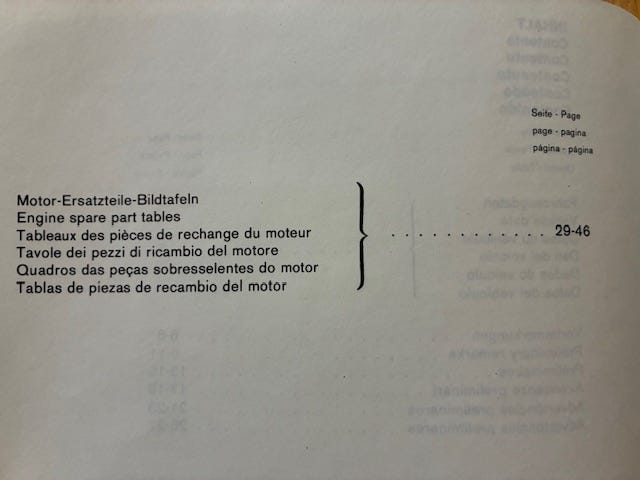 Seite - Page
page - pagina
página - página
Motor-Ersatzteile-Bildtafeln
Engine spare part tables
Tableaux des pièces de rechange du moteur
Tavole dei pezzi di ricambio del motore
Quadros das peças sobresselentes do motor
Tablas de piezas de recambio del motor
. . . . . . . . . . . . 29-46